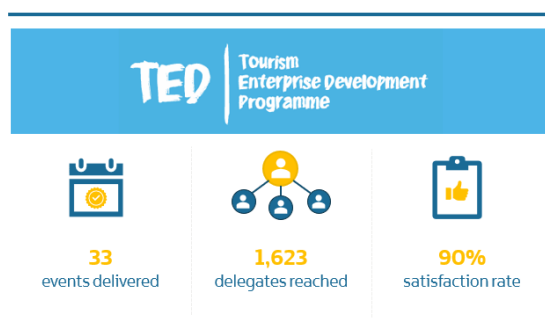 TED
Tourism
Enterprise Development
Programme
33
events delivered
1,623
delegates reached
90%
satisfaction rate